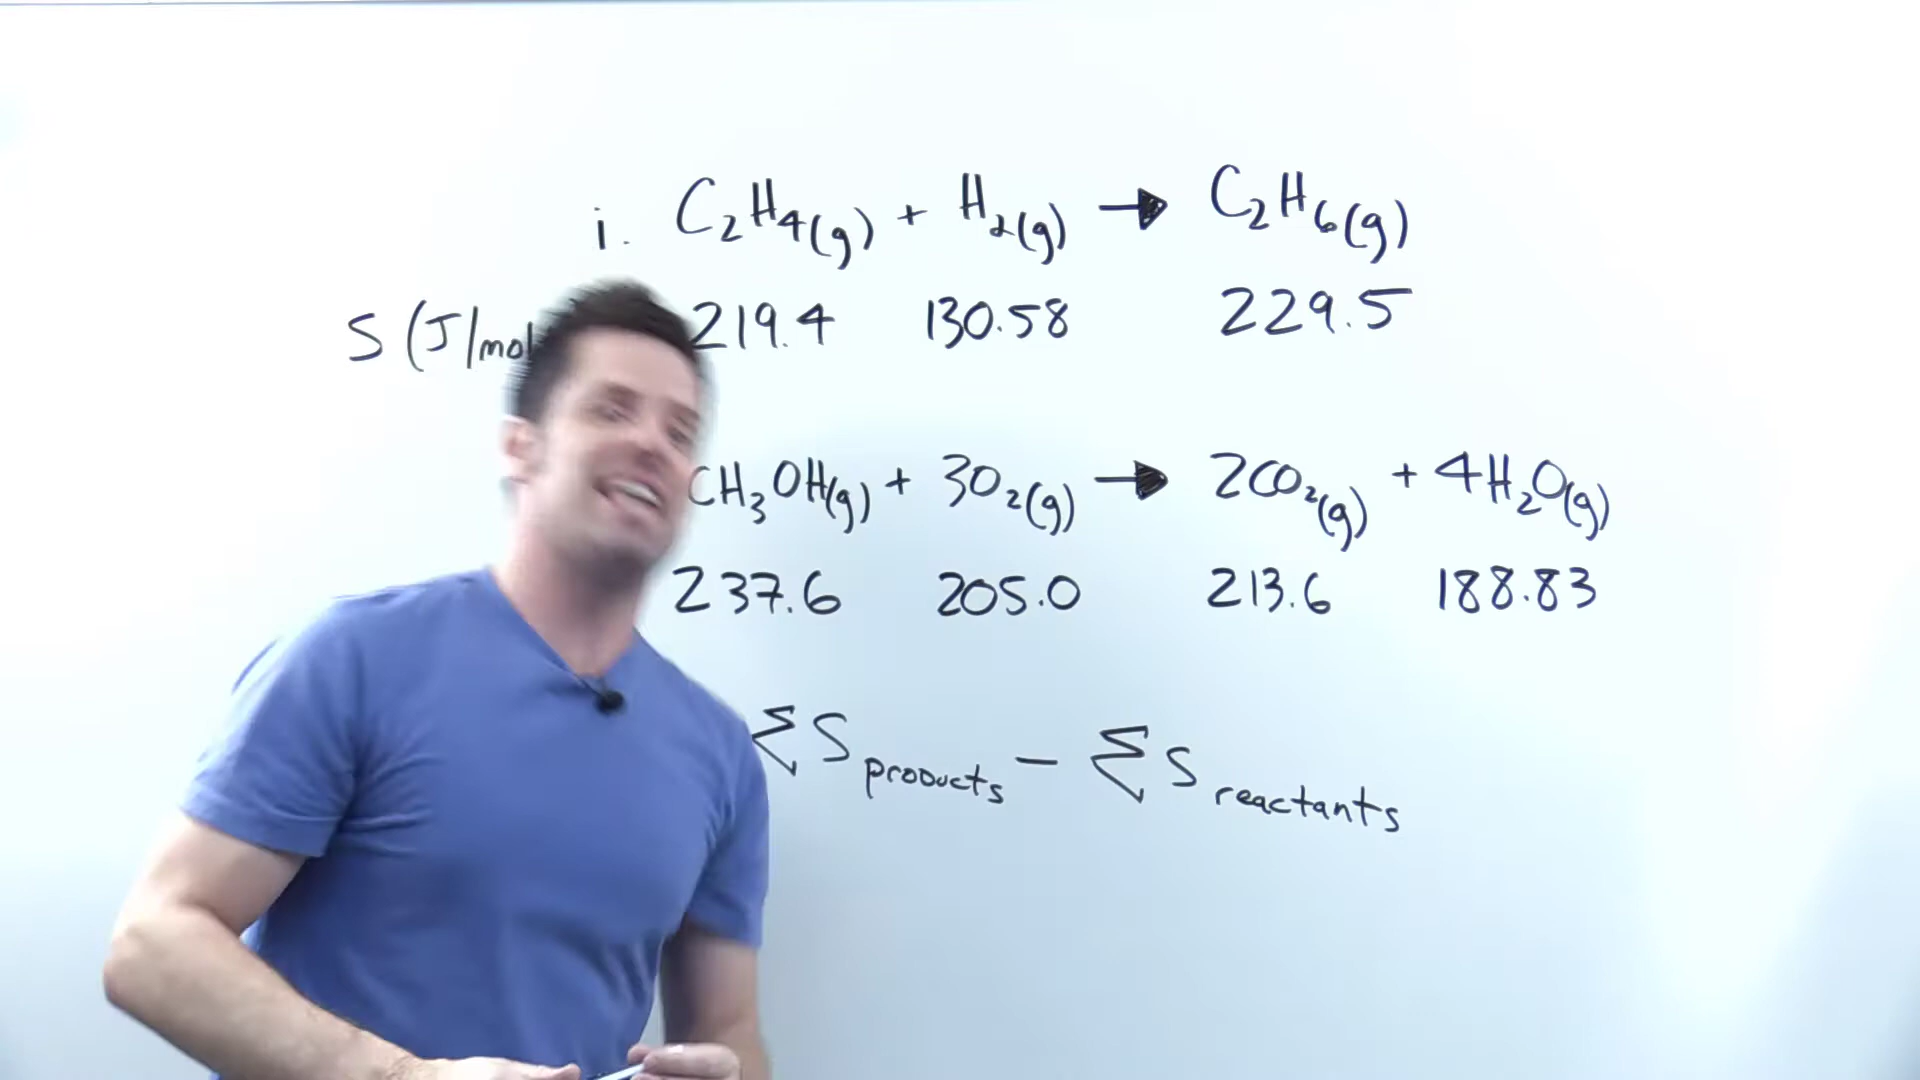 i. C₂H₄(g) + H₂(g) → C₂H₆(g)
S (J/mol 219.4 130.58 229.5
CH₃OH(g) + 3O₂(g) → 2CO₂(g) + 4H₂O(g)
237.6 205.0 213.6 188.83
ΣS products − ΣS reactants